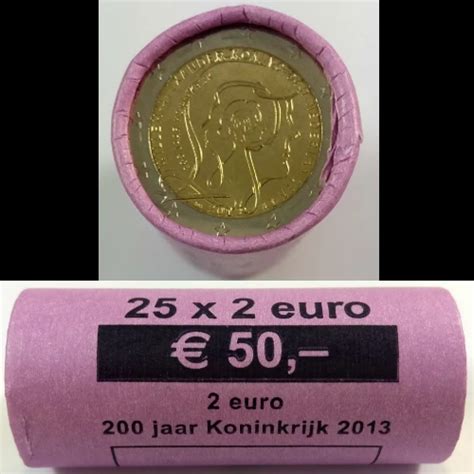 25 x 2 euro
€ 50,–
2 euro
200 jaar Koninkrijk 2013